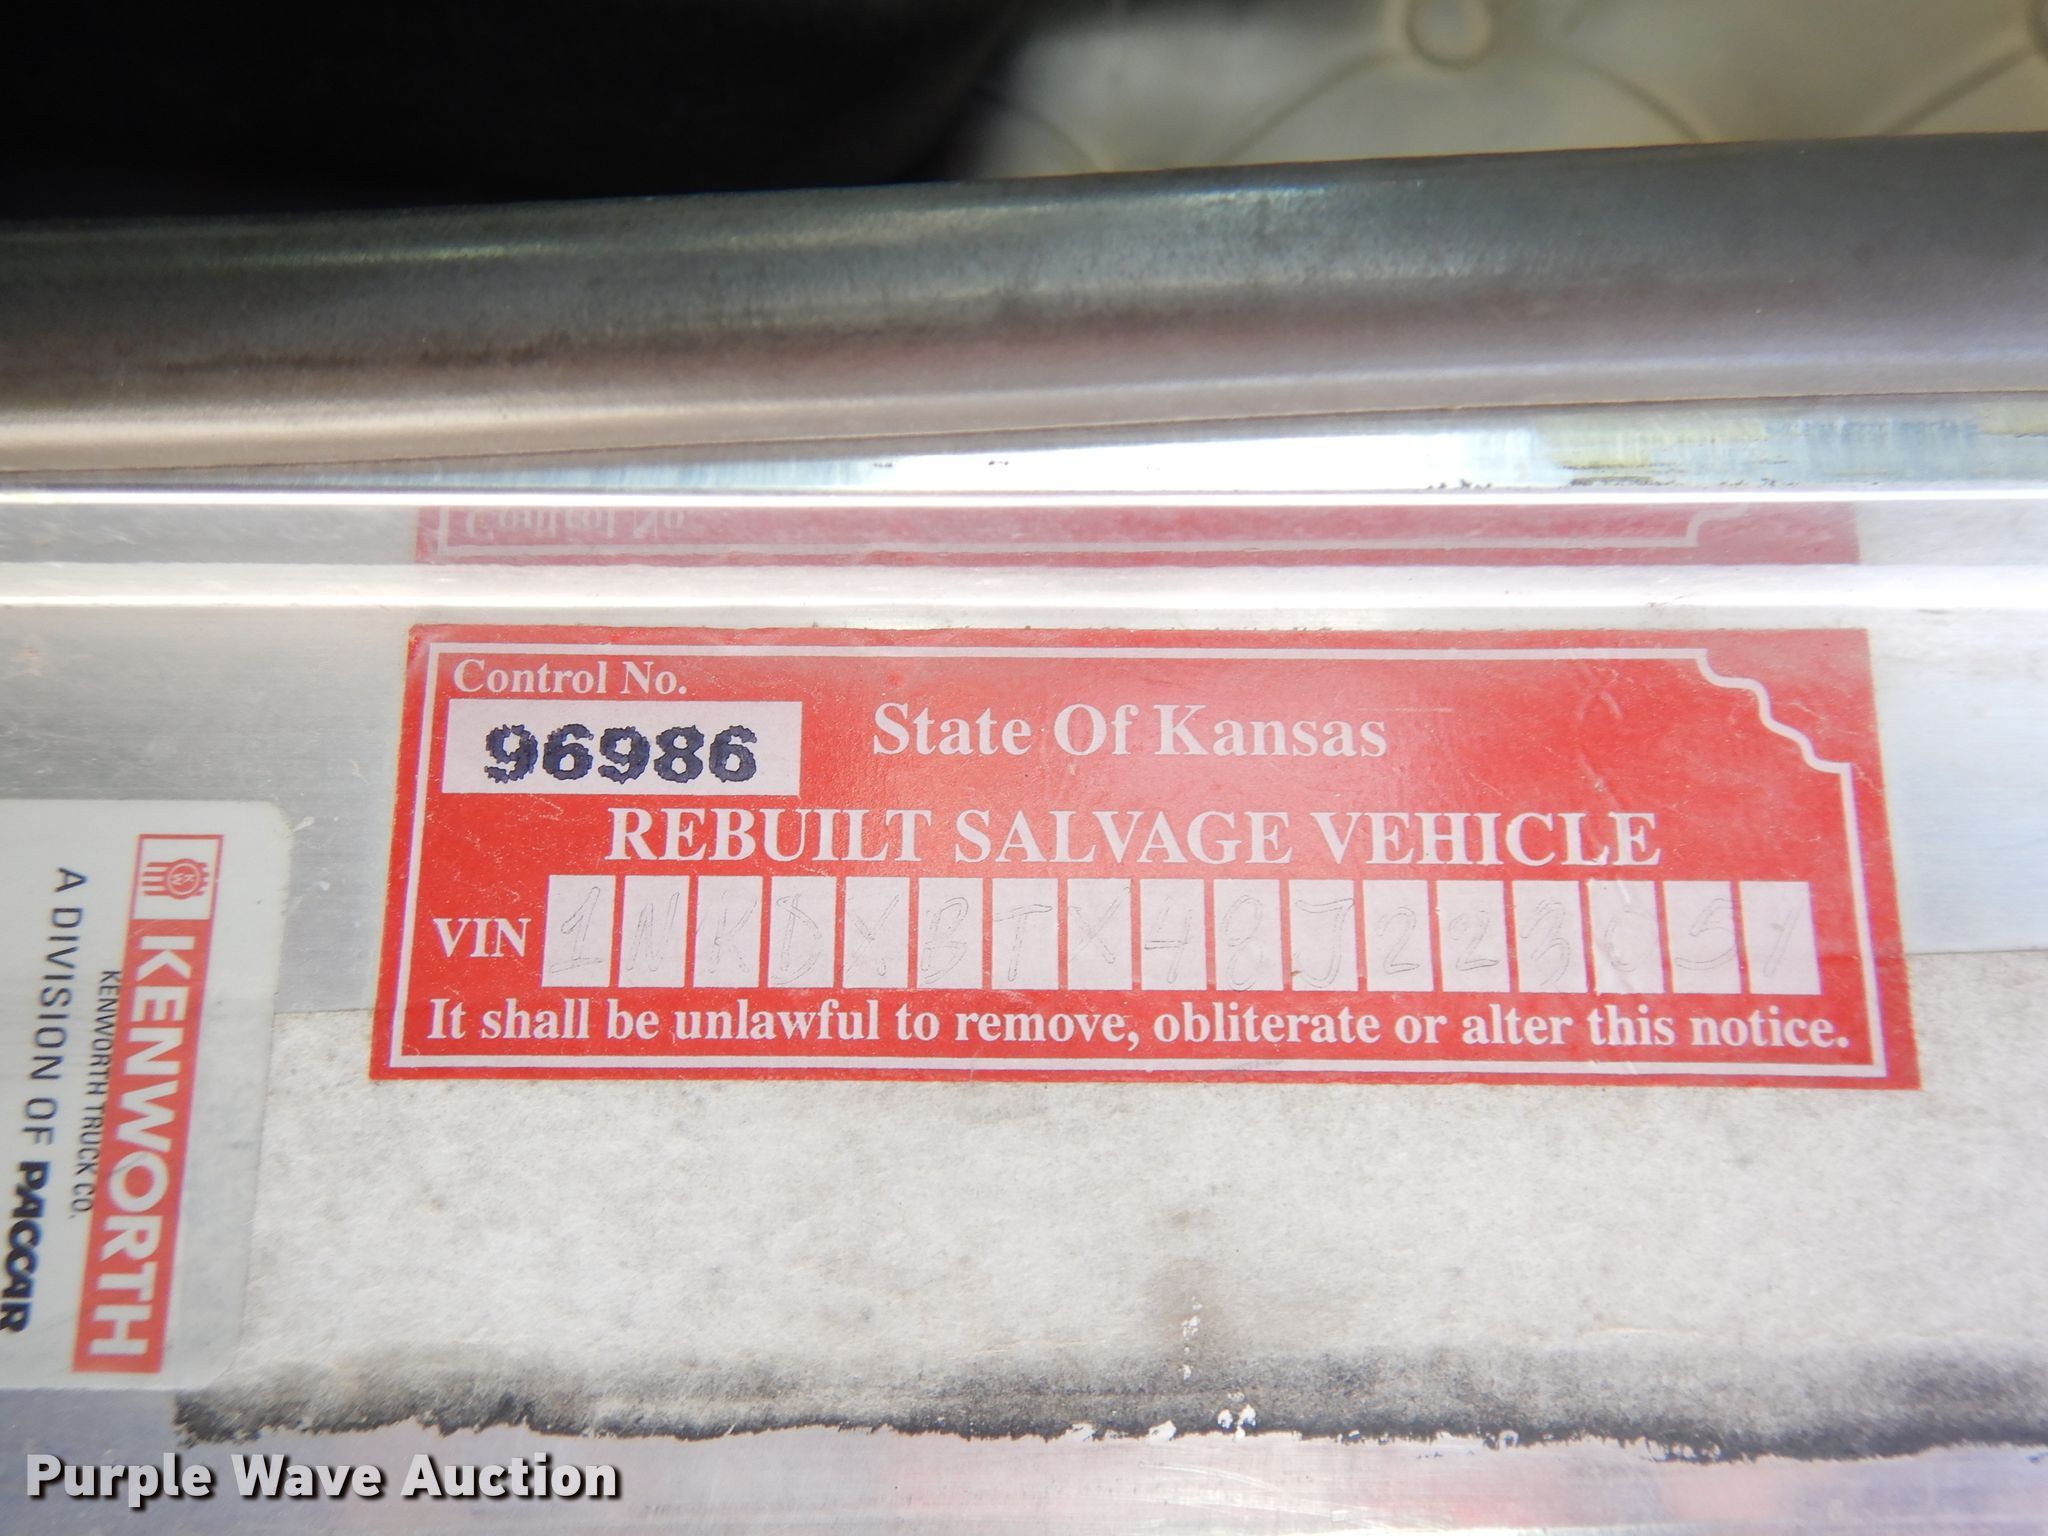 Control No.
96986
State Of Kansas
REBUILT SALVAGE VEHICLE
VIN 1NKDXBTX48J223051
It shall be unlawful to remove, obliterate or alter this notice.
KENWORTH
KENWORTH TRUCK CO.
A DIVISION OF PACCAR
Purple Wave Auction